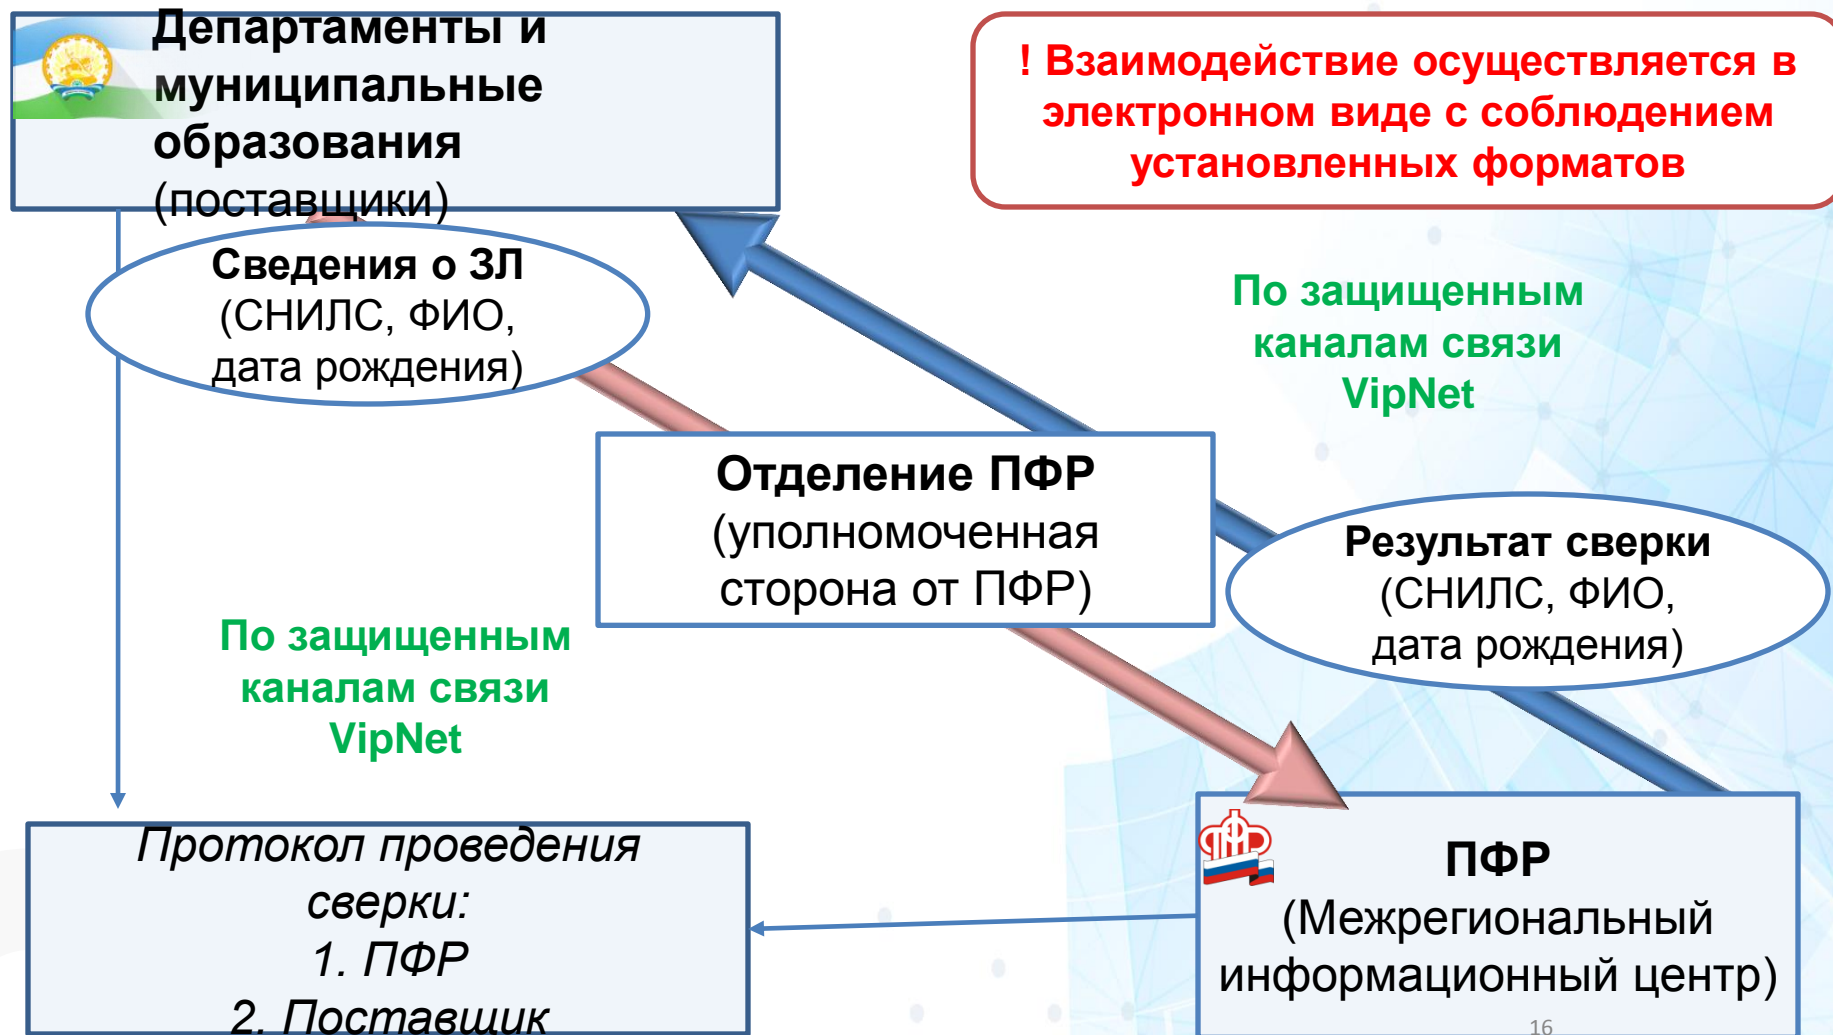 Департаменты и
муниципальные
образования
(поставщики)
! Взаимодействие осуществляется в
электронном виде с соблюдением
установленных форматов
Сведения о ЗЛ
(СНИЛС, ФИО,
дата рождения)
По защищенным
каналам связи
VipNet
Отделение ПФР
(уполномоченная
сторона от ПФР)
Результат сверки
(СНИЛС, ФИО,
дата рождения)
По защищенным
каналам связи
VipNet
Протокол проведения
сверки:
1. ПФР
2. Поставщик
ПФР
(Межрегиональный
информационный центр)
16